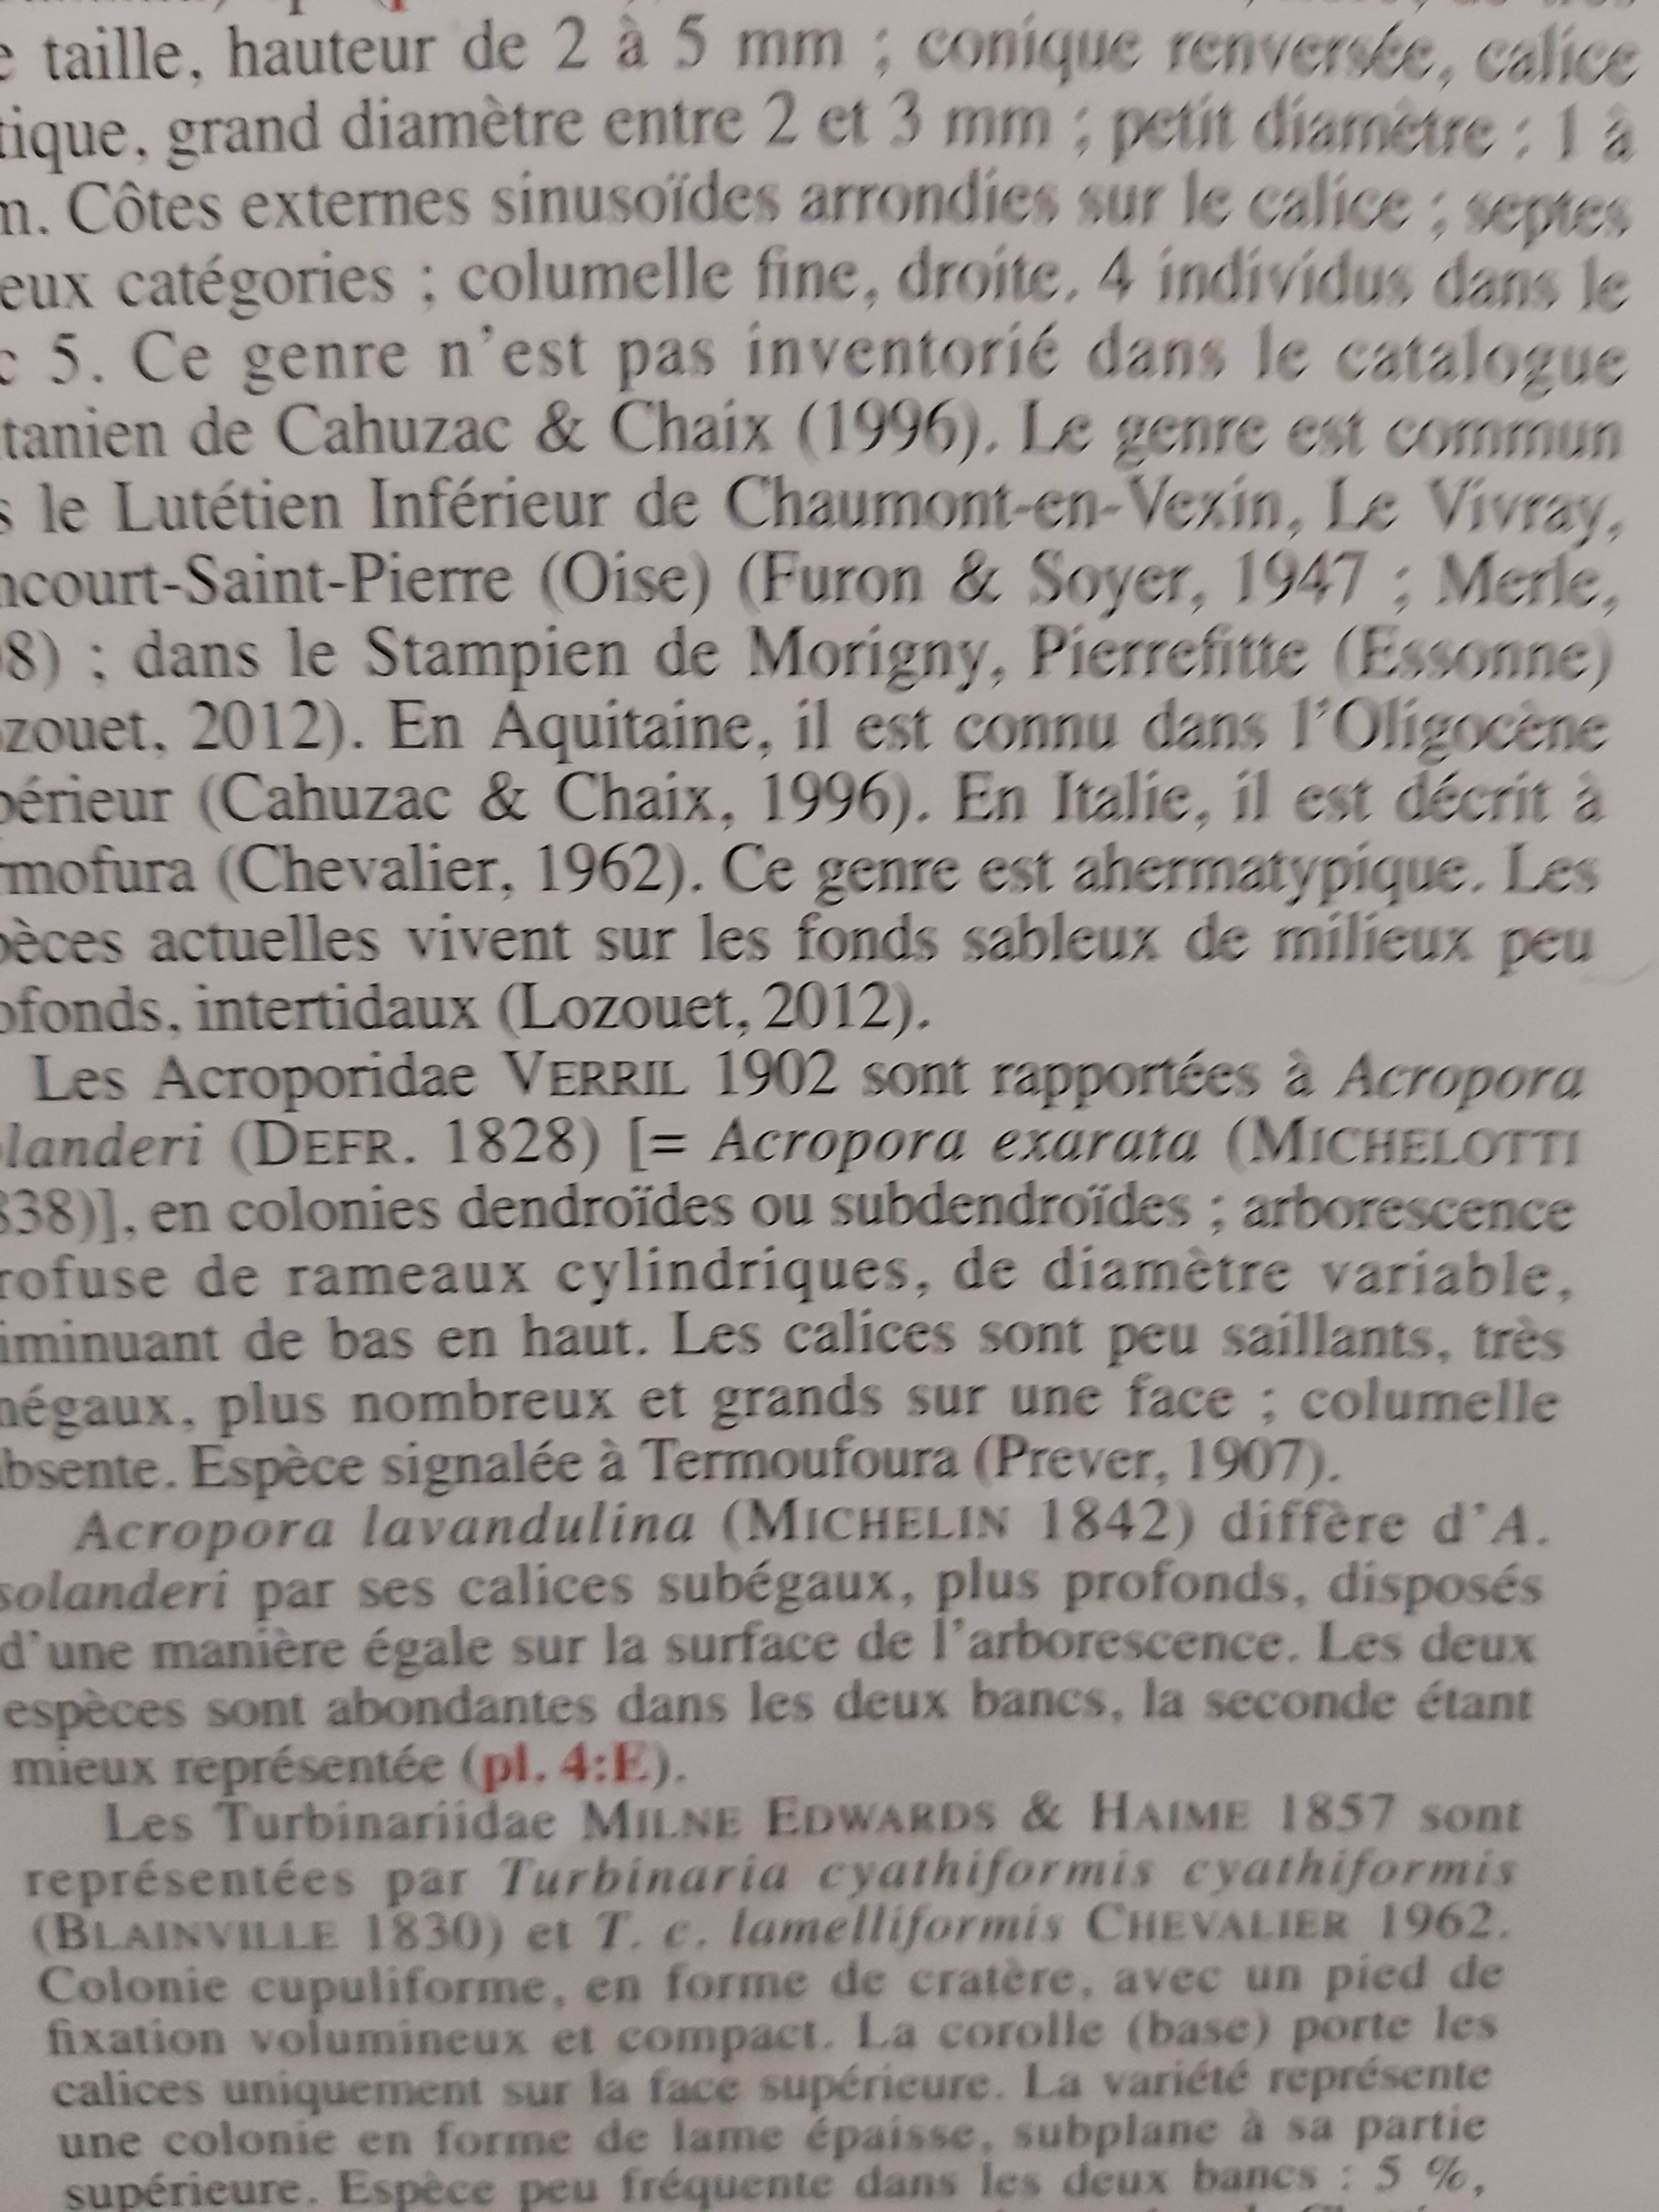 e taille, hauteur de 2 à 5 mm ; conique renversée, calice
tique, grand diamètre entre 2 et 3 mm ; petit diamètre : 1 à
m. Côtes externes sinusoïdes arrondies sur le calice ; septes
eux catégories ; columelle fine, droite. 4 individus dans le
c 5. Ce genre n'est pas inventorié dans le catalogue
tanien de Cahuzac & Chaix (1996). Le genre est commun
s le Lutétien Inférieur de Chaumont-en-Vexin, Le Vivray,
ncourt-Saint-Pierre (Oise) (Furon & Soyer, 1947 ; Merle,
8) ; dans le Stampien de Morigny, Pierrefitte (Essonne)
zouet, 2012). En Aquitaine, il est connu dans l'Oligocène
périeur (Cahuzac & Chaix, 1996). En Italie, il est décrit à
rmofura (Chevalier, 1962). Ce genre est ahermatypique. Les
pèces actuelles vivent sur les fonds sableux de milieux peu
ofonds, intertidaux (Lozouet, 2012).
Les Acroporidae VERRIL 1902 sont rapportées à Acropora
landeri (DEFR. 1828) [= Acropora exarata (MICHELOTTI
838)], en colonies dendroïdes ou subdendroïdes ; arborescence
rofuse de rameaux cylindriques, de diamètre variable,
iminuant de bas en haut. Les calices sont peu saillants, très
négaux, plus nombreux et grands sur une face ; columelle
absente. Espèce signalée à Termoufoura (Prever, 1907).
Acropora lavandulina (MICHELIN 1842) diffère d'A.
solanderi par ses calices subégaux, plus profonds, disposés
d'une manière égale sur la surface de l'arborescence. Les deux
espèces sont abondantes dans les deux bancs, la seconde étant
mieux représentée (pl. 4:E).
Les Turbinariidae MILNE EDWARDS & HAIME 1857 sont
représentées par Turbinaria cyathiformis cyathiformis
(BLAINVILLE 1830) et T. c. lamelliformis CHEVALIER 1962.
Colonie cupuliforme, en forme de cratère, avec un pied de
fixation volumineux et compact. La corolle (base) porte les
calices uniquement sur la face supérieure. La variété représente
une colonie en forme de lame épaisse, subplane à sa partie
supérieure. Espèce peu fréquente dans les deux bancs : 5 %,